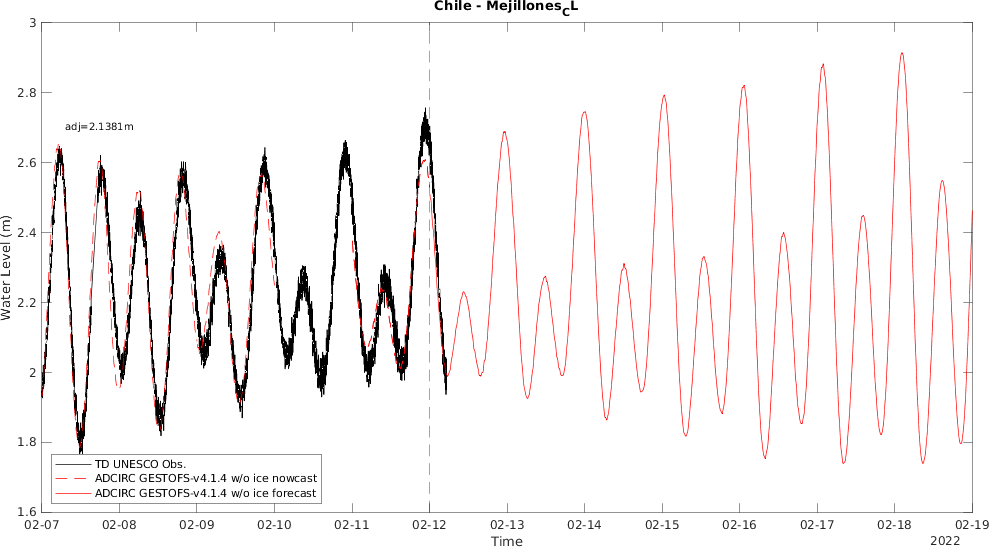 Chile - Mejillones_CL
3
2.8
adj=2.1381m
2.6
2.4
2.2
2
1.8
1.6
Water Level (m)
TD UNESCO Obs.
ADCIRC GESTOFS-v4.1.4 w/o ice nowcast
ADCIRC GESTOFS-v4.1.4 w/o ice forecast
02-07 02-08 02-09 02-10 02-11 02-12 02-13 02-14 02-15 02-16 02-17 02-18 02-19
Time
2022